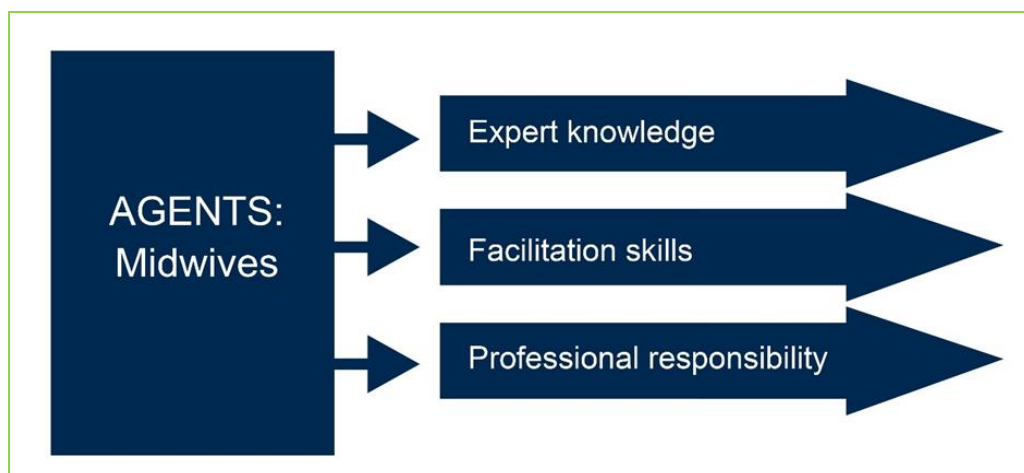 AGENTS:
Midwives
Expert knowledge
Facilitation skills
Professional responsibility